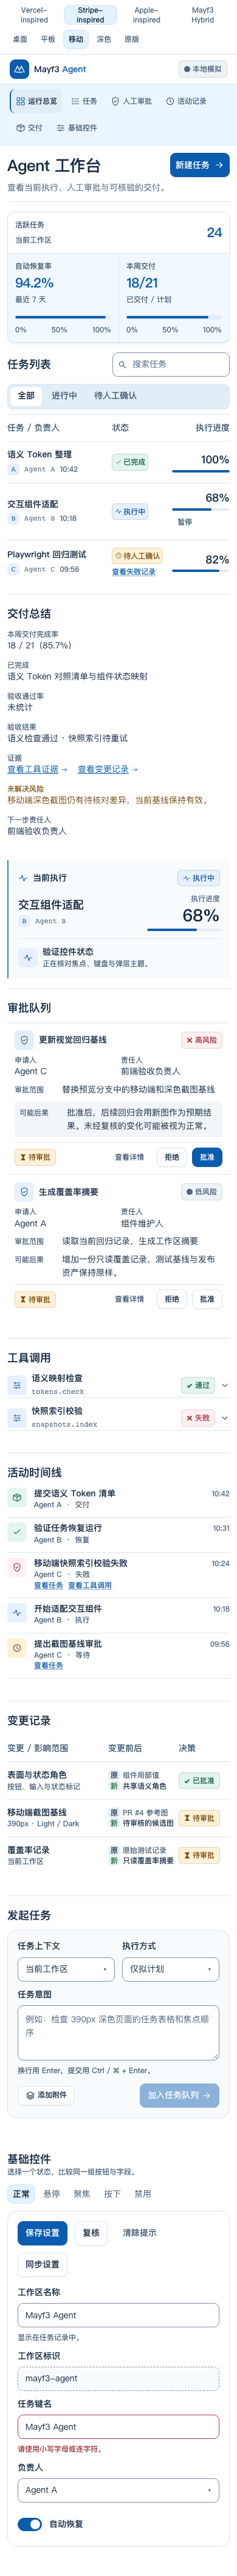 Vercel-inspired
Stripe-inspired
Apple-inspired
Mayf3 Hybrid
桌面 平板 移动 深色 原版
Mayf3 Agent
本地模拟
运行总览 任务 人工审批 活动记录
交付 基础控件
Agent 工作台
新建任务 →
查看当前执行、人工审批与可核验的交付。
活跃任务
当前工作区
24
自动恢复率
94.2%
最近 7 天
0% 50% 100%
本周交付
18/21
已交付 / 计划
0% 50% 100%
任务列表
搜索任务
全部 进行中 待人工确认
任务 / 负责人 状态 执行进度
语义 Token 整理
A Agent A 10:42
已完成
100%
交互组件适配
B Agent B 10:18
执行中
68%
暂停
Playwright 回归测试
C Agent C 09:56
待人工确认
查看失败记录
82%
交付总结
本周交付完成率
18 / 21（85.7%）
已完成
语义 Token 对照清单与组件状态映射
验收通过率
未统计
验收结果
语义检查通过 · 快照索引待重试
证据
查看工具证据 → 查看变更记录 →
未解决风险
移动端深色截图仍有待核对差异，当前基线保持有效。
下一步责任人
前端验收负责人
当前执行
执行中
交互组件适配
B Agent B
执行进度
68%
验证控件状态
正在核对焦点、键盘与弹层主题。
审批队列
更新视觉回归基线
高风险
申请人
Agent C
责任人
前端验收负责人
审批范围 替换预览分支中的移动端和深色截图基线
可能后果 批准后，后续回归会用新图作为预期结果。未经复核的变化可能被视为正常。
待审批
查看详情 拒绝 批准
生成覆盖率摘要
低风险
申请人
Agent A
责任人
组件维护人
审批范围 读取当前回归记录，生成工作区摘要
可能后果 增加一份只读覆盖记录，测试基线与发布资产保持原样。
待审批
查看详情 拒绝 批准
工具调用
语义映射检查
tokens.check
通过
快照索引校验
snapshots.index
失败
活动时间线
提交语义 Token 清单
Agent A · 交付
10:42
验证任务恢复运行
Agent B · 恢复
10:31
移动端快照索引校验失败
Agent C · 失败
查看任务 查看工具调用
10:24
开始适配交互组件
Agent B · 执行
10:18
提出截图基线审批
Agent C · 等待
查看任务
09:56
变更记录
变更 / 影响范围 变更前后 决策
表面与状态角色
按钮、输入与状态标记
原 组件局部值
新 共享语义角色
已批准
移动端截图基线
390px · Light / Dark
原 PR #4 参考图
新 待审核的候选图
待审批
覆盖率记录
当前工作区
原 原始测试记录
新 只读覆盖率摘要
待审批
发起任务
任务上下文
当前工作区
执行方式
仅拟计划
任务意图
例如：检查 390px 深色页面的任务表格和焦点顺序
换行用 Enter，提交用 Ctrl / ⌘ + Enter。
添加附件
加入任务队列 →
基础控件
选择一个状态，比较同一组按钮与字段。
正常 悬停 聚焦 按下 禁用
保存设置 复核 清除提示
同步设置
工作区名称
Mayf3 Agent
显示在任务记录中。
工作区标识
mayf3-agent
任务键名
Mayf3 Agent
请使用小写字母或连字符。
负责人
Agent A
自动恢复